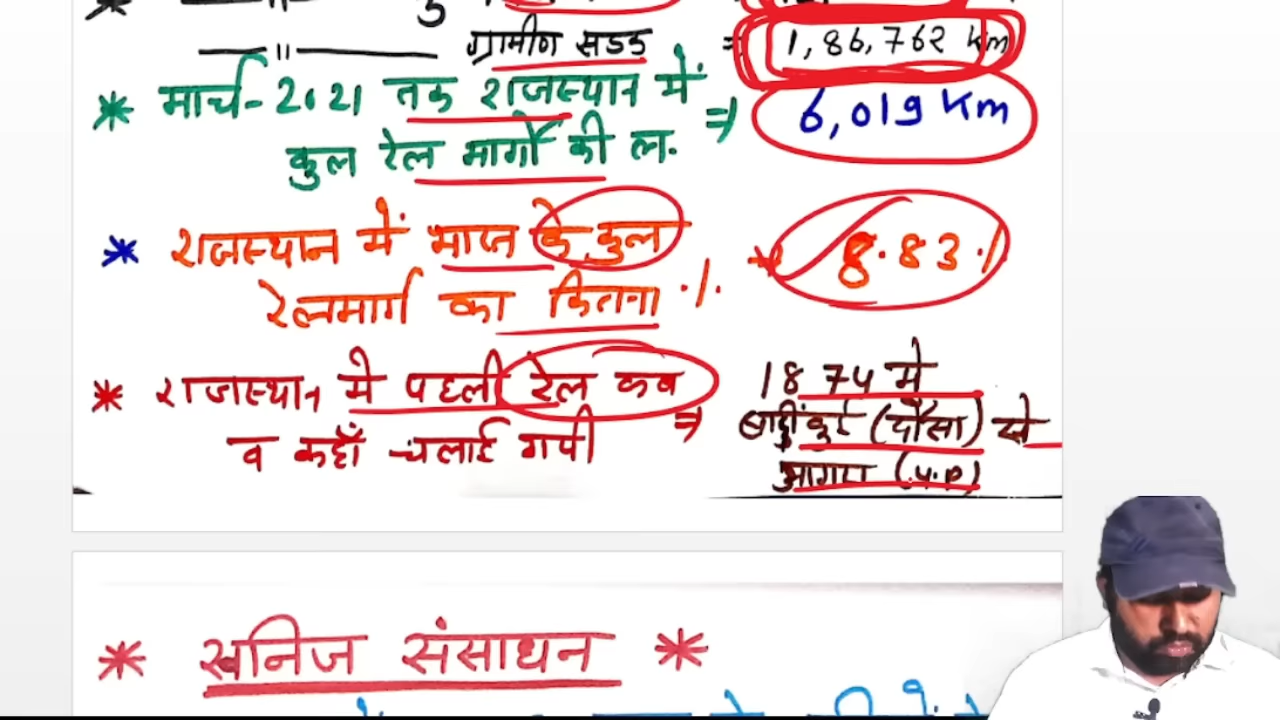 —— " —— ग्रामीण सडक = 1,86,762 km
* मार्च-2021 तक राजस्थान में ⇒ 6,019 Km
कुल रेल मार्गो की ल.
* राजस्थान में भारत के कुल 8.83 %
रेलमार्ग का कितना %
* राजस्थान में पहली रेल कब ⇒ 1874 में
व कहाँ चलाई गयी बादींकुई (दौसा) से
आगरा (U.P)
* खनिज संसाधन *